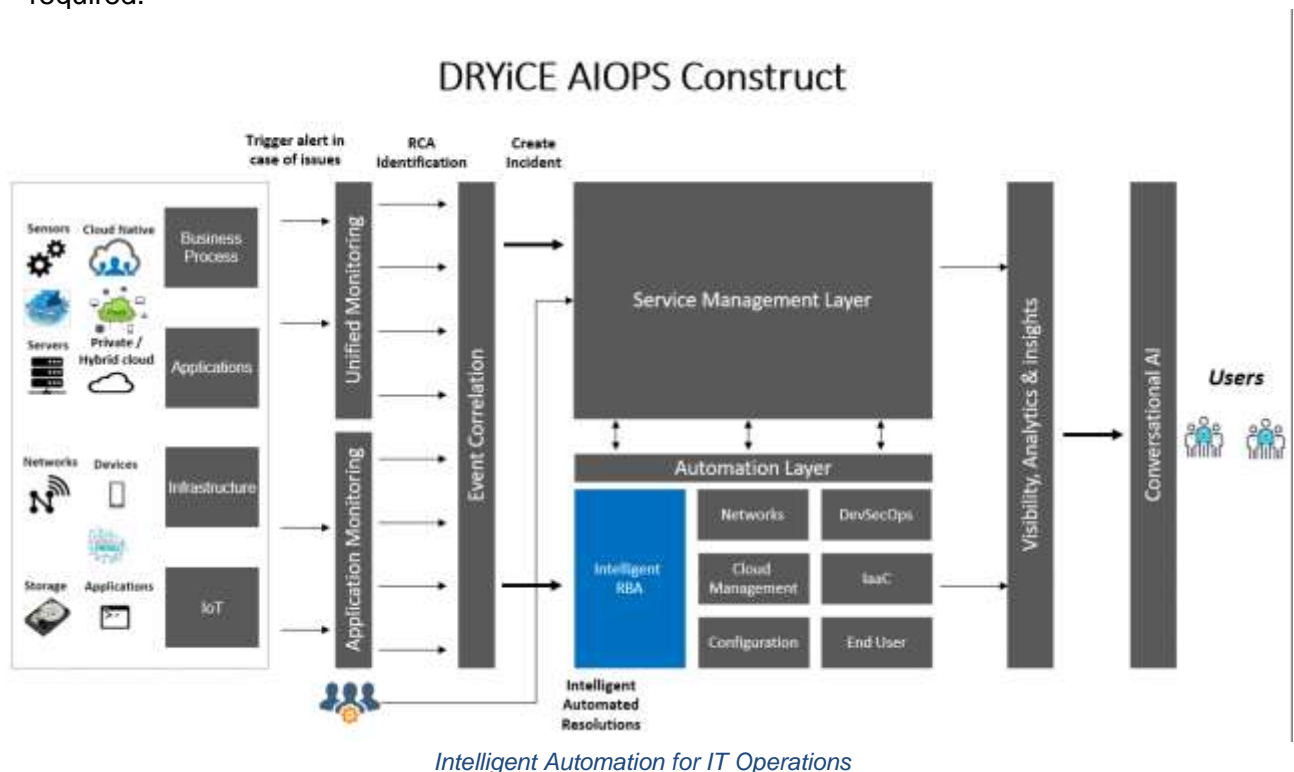 required.
DRYiCE AIOPS Construct
Trigger alert in
case of issues
RCA
Identification
Create
Incident
Sensors
Cloud Native
Servers
Private /
Hybrid cloud
Networks
Devices
Storage
Applications
Business
Process
Applications
Infrastructure
IoT
Unified Monitoring
Application Monitoring
Event Correlation
Service Management Layer
Automation Layer
Intelligent
RBA
Networks
DevSecOps
Cloud
Management
IaaC
Configuration
End User
Intelligent
Automated
Resolutions
Visibility, Analytics & insights
Conversational AI
Users
Intelligent Automation for IT Operations